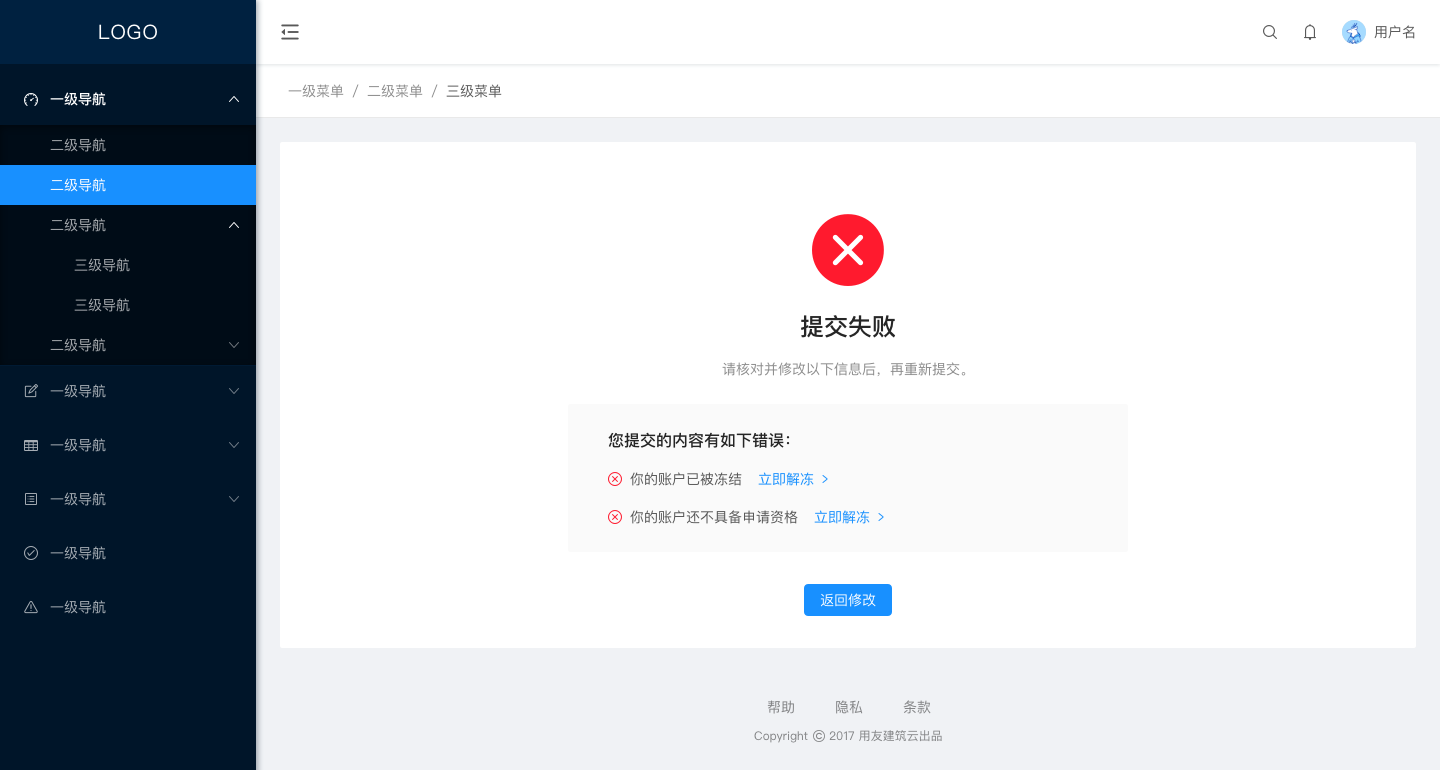 LOGO
用户名
一级菜单 / 二级菜单 / 三级菜单
一级导航
二级导航
二级导航
二级导航
三级导航
三级导航
二级导航
一级导航
一级导航
一级导航
一级导航
一级导航
提交失败
请核对并修改以下信息后，再重新提交。
您提交的内容有如下错误：
你的账户已被冻结 立即解冻 >
你的账户还不具备申请资格 立即解冻 >
返回修改
帮助 隐私 条款
Copyright © 2017 用友建筑云出品